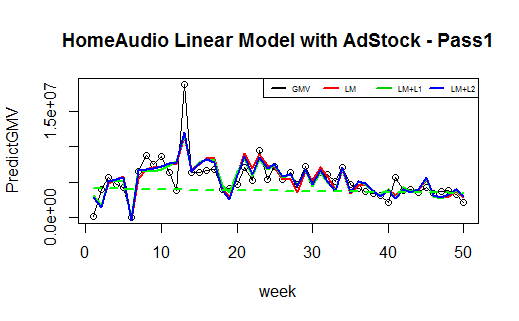 HomeAudio Linear Model with AdStock - Pass1
GMV LM LM+L1 LM+L2
PredictGMV
1.5e+07
0.0e+00
0 10 20 30 40 50
week